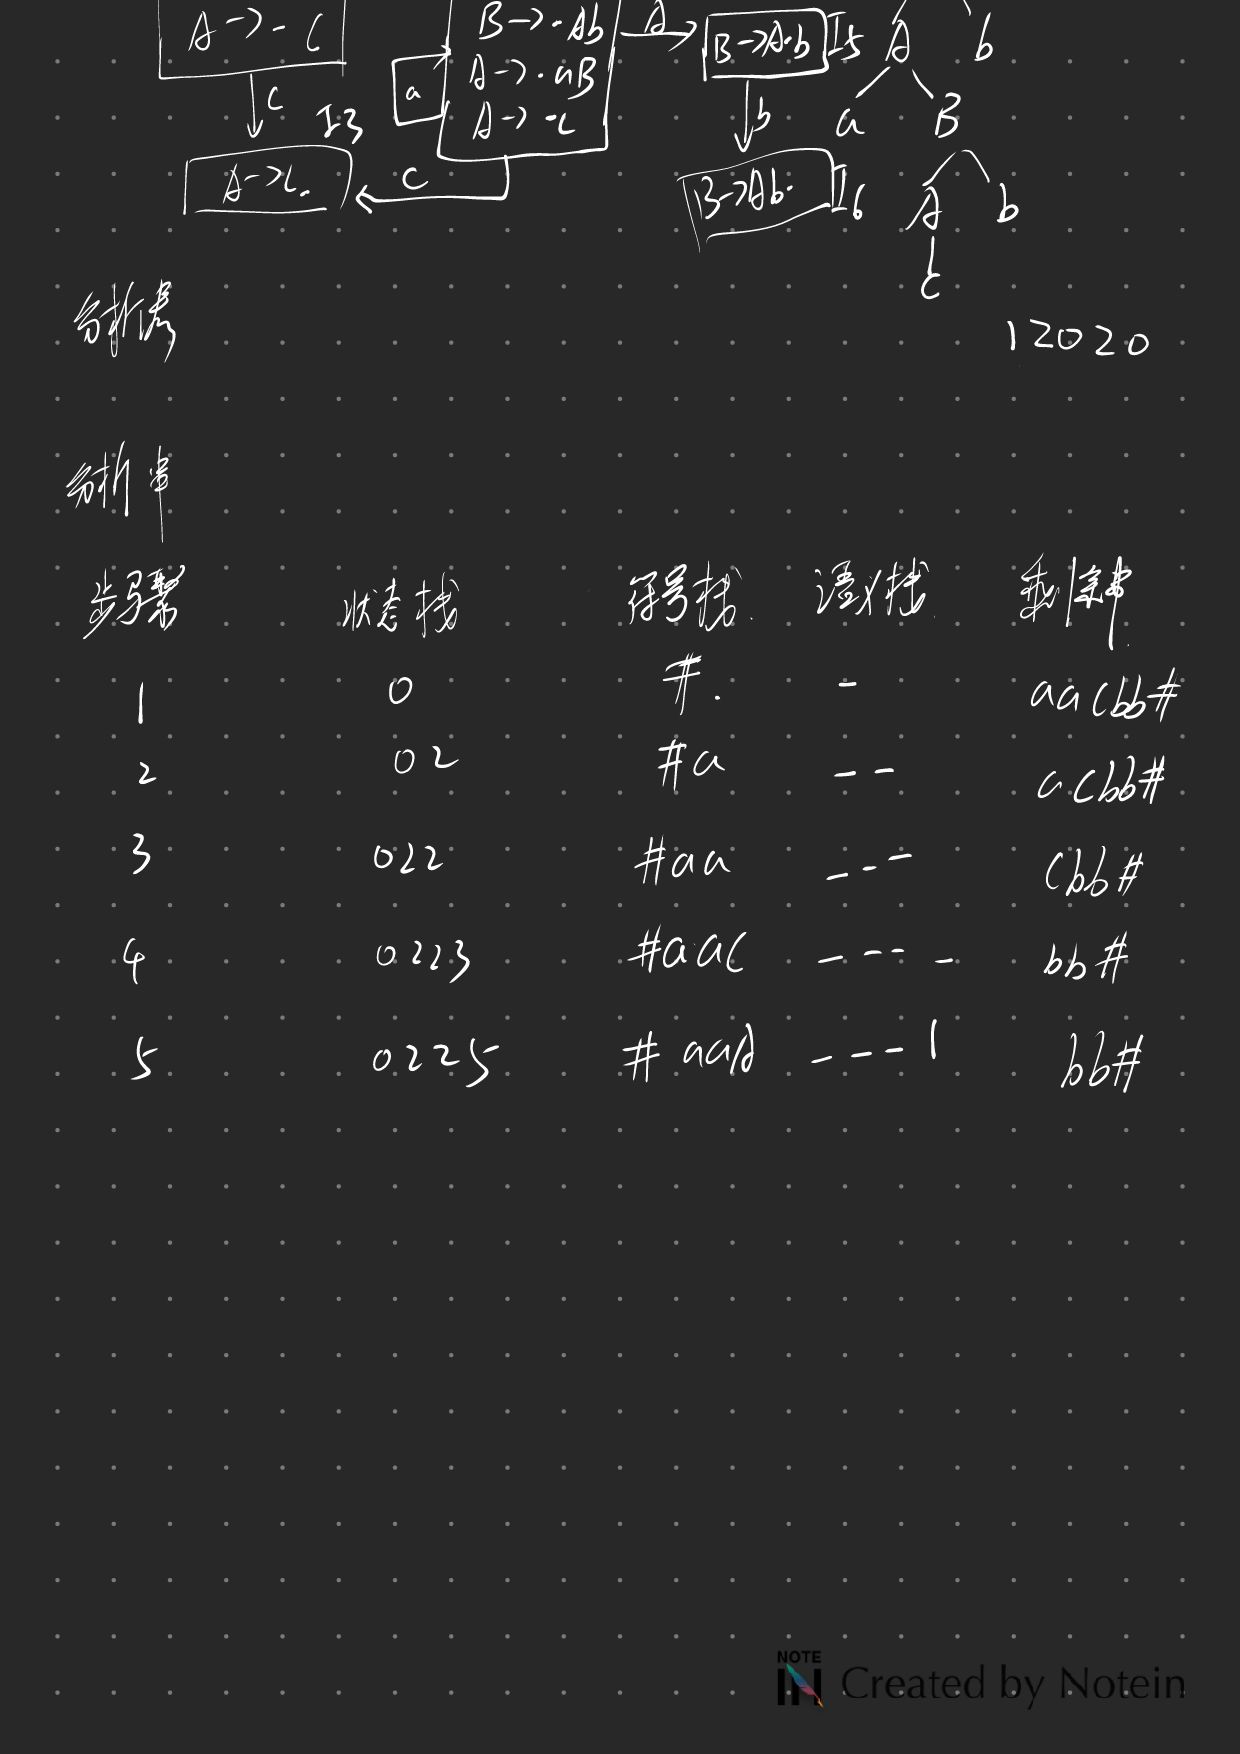 A->·c B->·Ab A B->A·b I5 A b
a A->·aB
c I3 A->·c b a B
A->c. c B->Ab· I6 A b
c
分析表
12020
分析串
步骤 状态栈 符号栈 语义栈 剩余串
1 0 #. - aacbb#
2 02 #a -- acbb#
3 022 #aa --- cbb#
4 0223 #aac ---- bb#
5 0225 #aaA ---1 bb#
NOTE IN Created by Notein